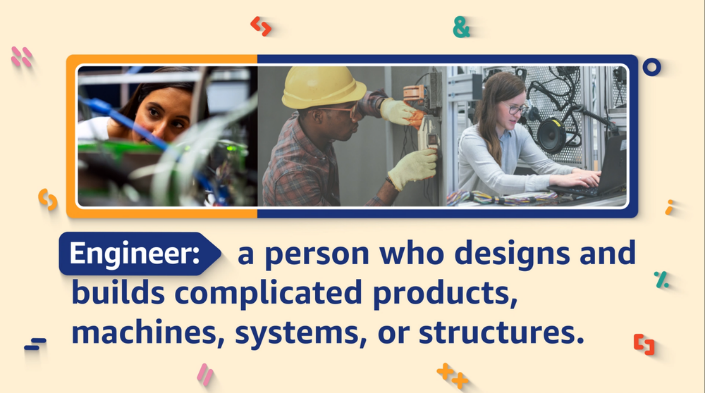 &
Engineer: a person who designs and
builds complicated products,
machines, systems, or structures.